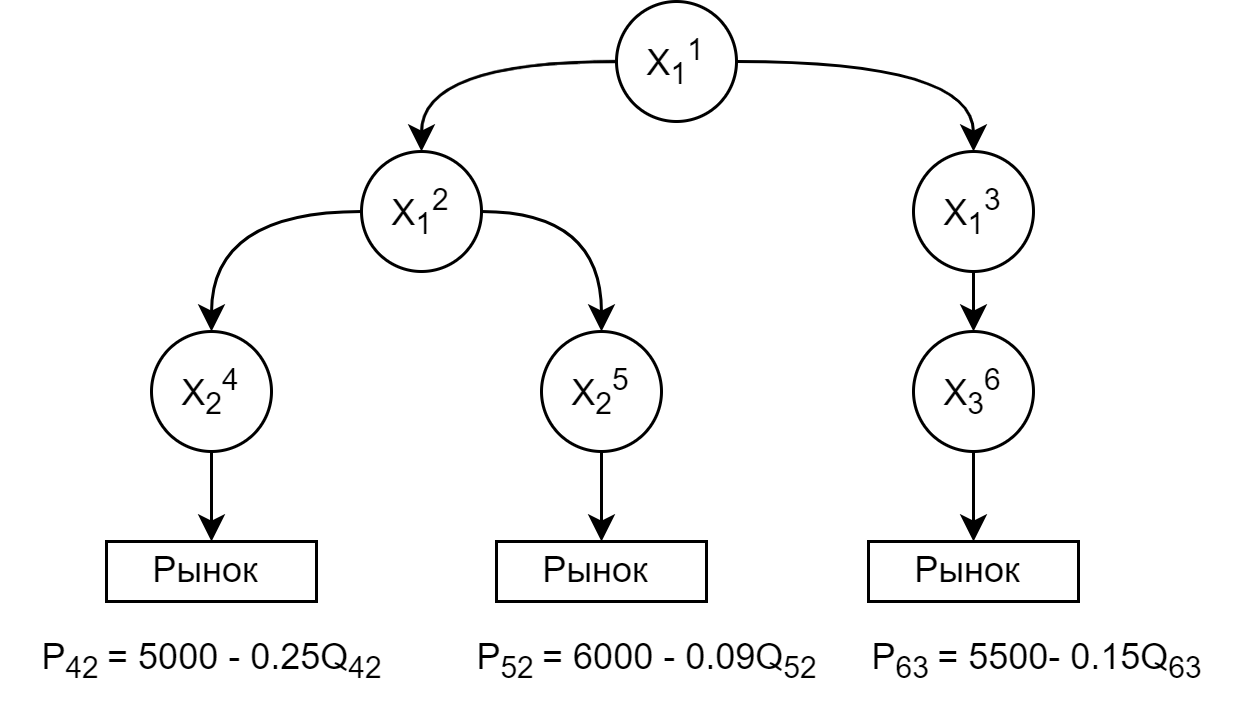 X₁¹
X₁² X₁³
X₂⁴ X₂⁵ X₃⁶
Рынок Рынок Рынок
P₄₂ = 5000 - 0.25Q₄₂ P₅₂ = 6000 - 0.09Q₅₂ P₆₃ = 5500- 0.15Q₆₃